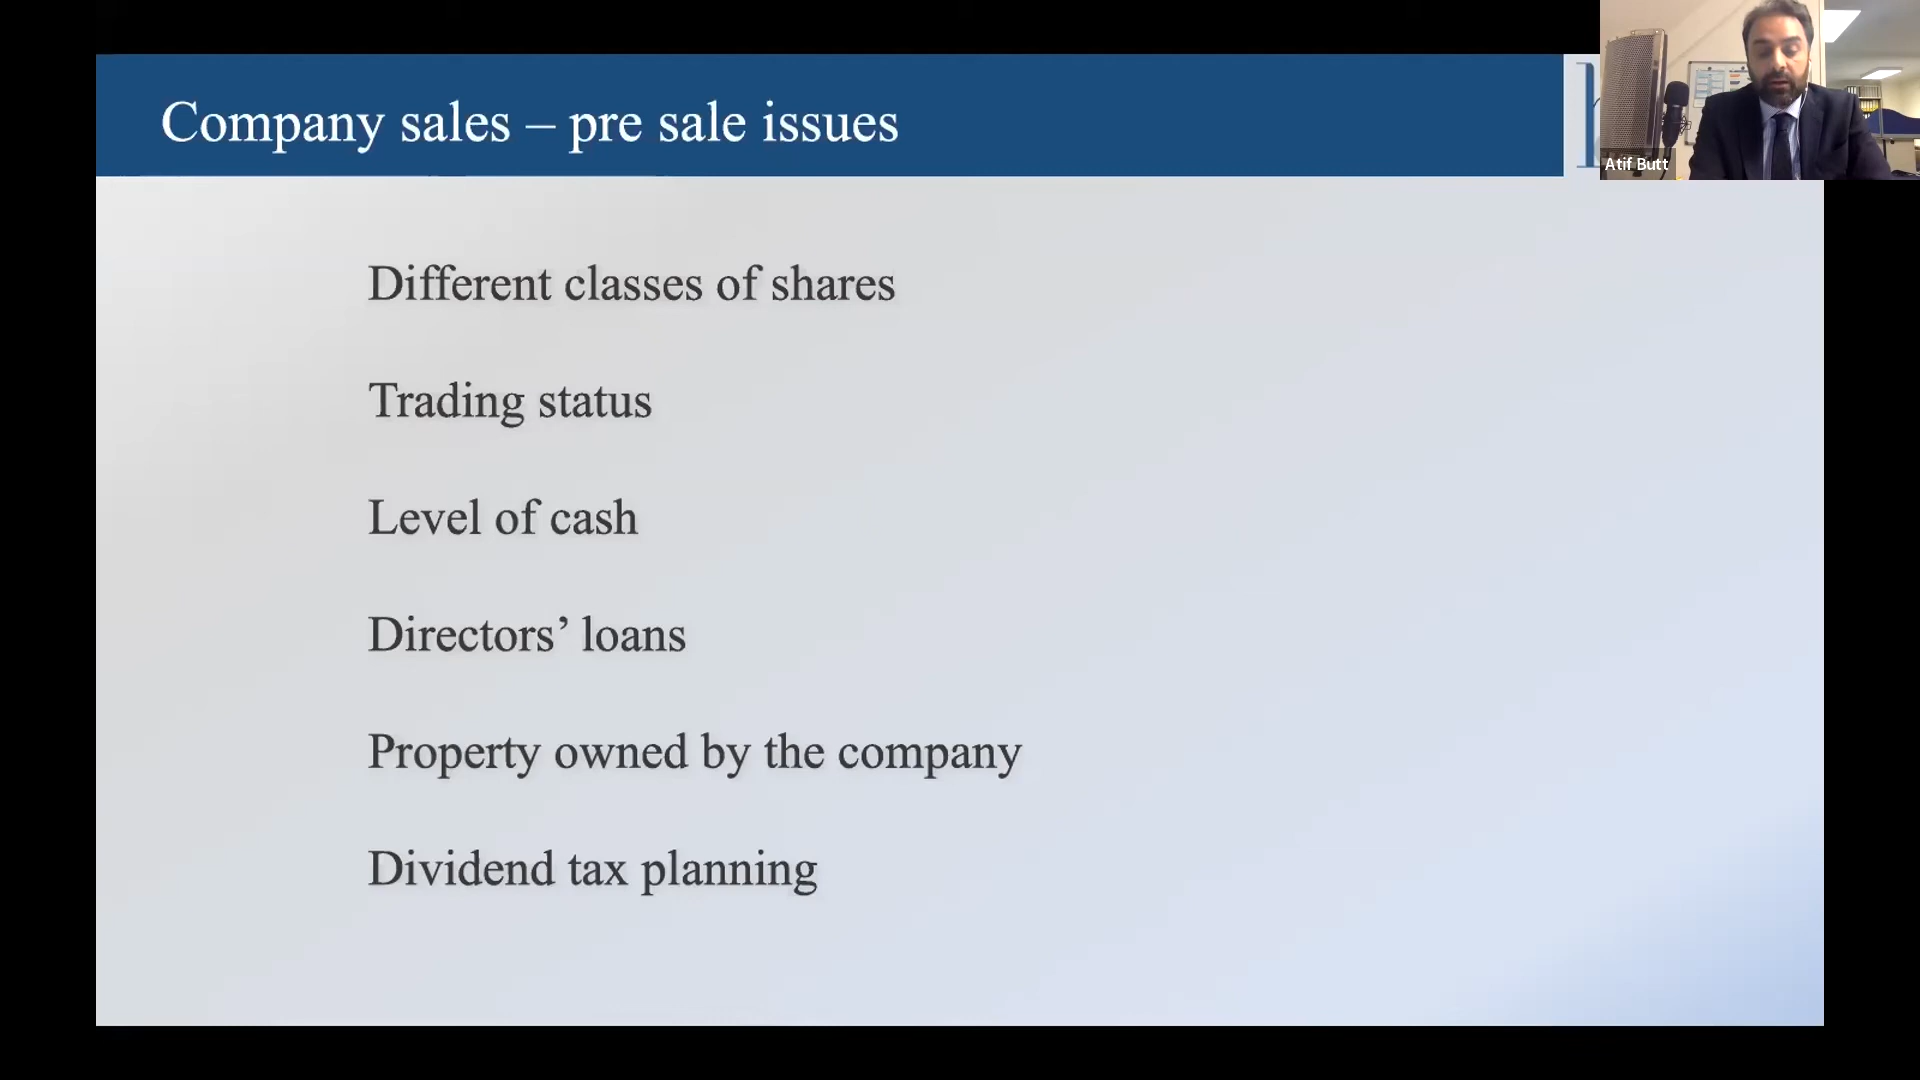 Company sales – pre sale issues
Atif Butt
Different classes of shares
Trading status
Level of cash
Directors’ loans
Property owned by the company
Dividend tax planning